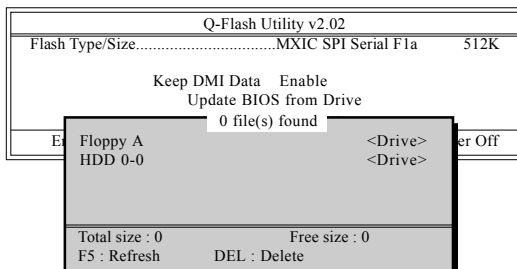 Q-Flash Utility v2.02
Flash Type/Size.................................MXIC SPI Serial F1a 512K
Keep DMI Data Enable
Update BIOS from Drive
0 file(s) found
Floppy A <Drive>
HDD 0-0 <Drive>
er Off
Total size : 0 Free size : 0
F5 : Refresh DEL : Delete